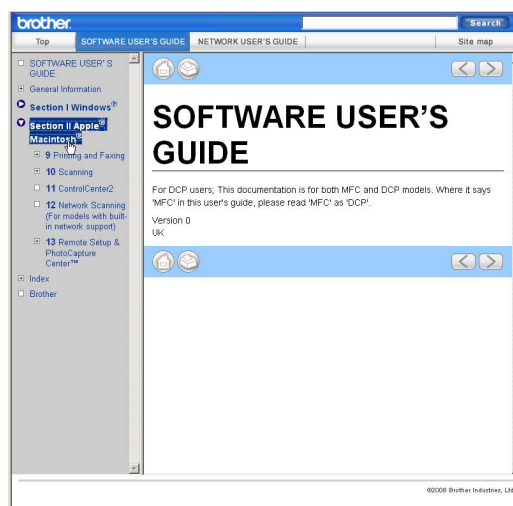 brother.
Search
Top SOFTWARE USER'S GUIDE NETWORK USER'S GUIDE Site map
SOFTWARE USER'S
GUIDE
General Information
Section I Windows®
Section II Apple®
Macintosh®
9 Printing and Faxing
10 Scanning
11 ControlCenter2
12 Network Scanning
(For models with built-
in network support)
13 Remote Setup &
PhotoCapture
Center™
Index
Brother
SOFTWARE USER'S
GUIDE
For DCP users; This documentation is for both MFC and DCP models. Where it says
'MFC' in this user's guide, please read 'MFC' as 'DCP'.
Version 0
UK
©2008 Brother Industries, Ltd